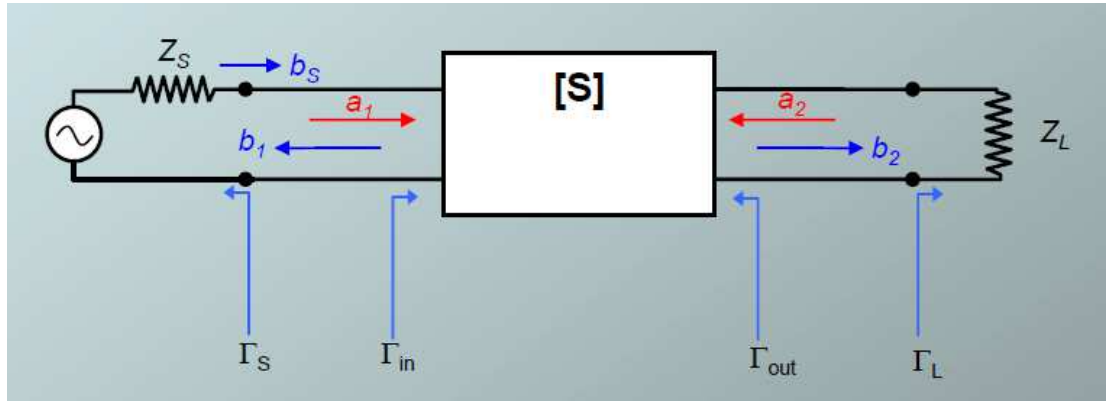 Z_S
b_S
[S]
a_1
a_2
b_1
b_2
Z_L
Γ_S
Γ_in
Γ_out
Γ_L